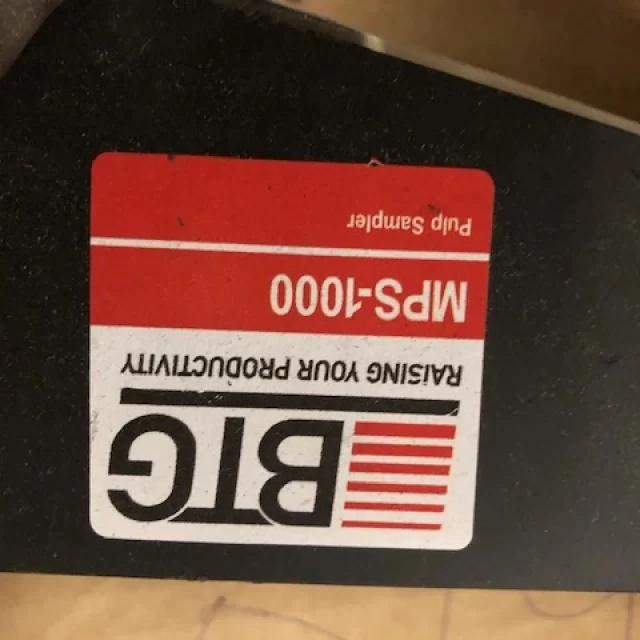 BTG
RAISING YOUR PRODUCTIVITY
MPS-1000
Pulp Sampler